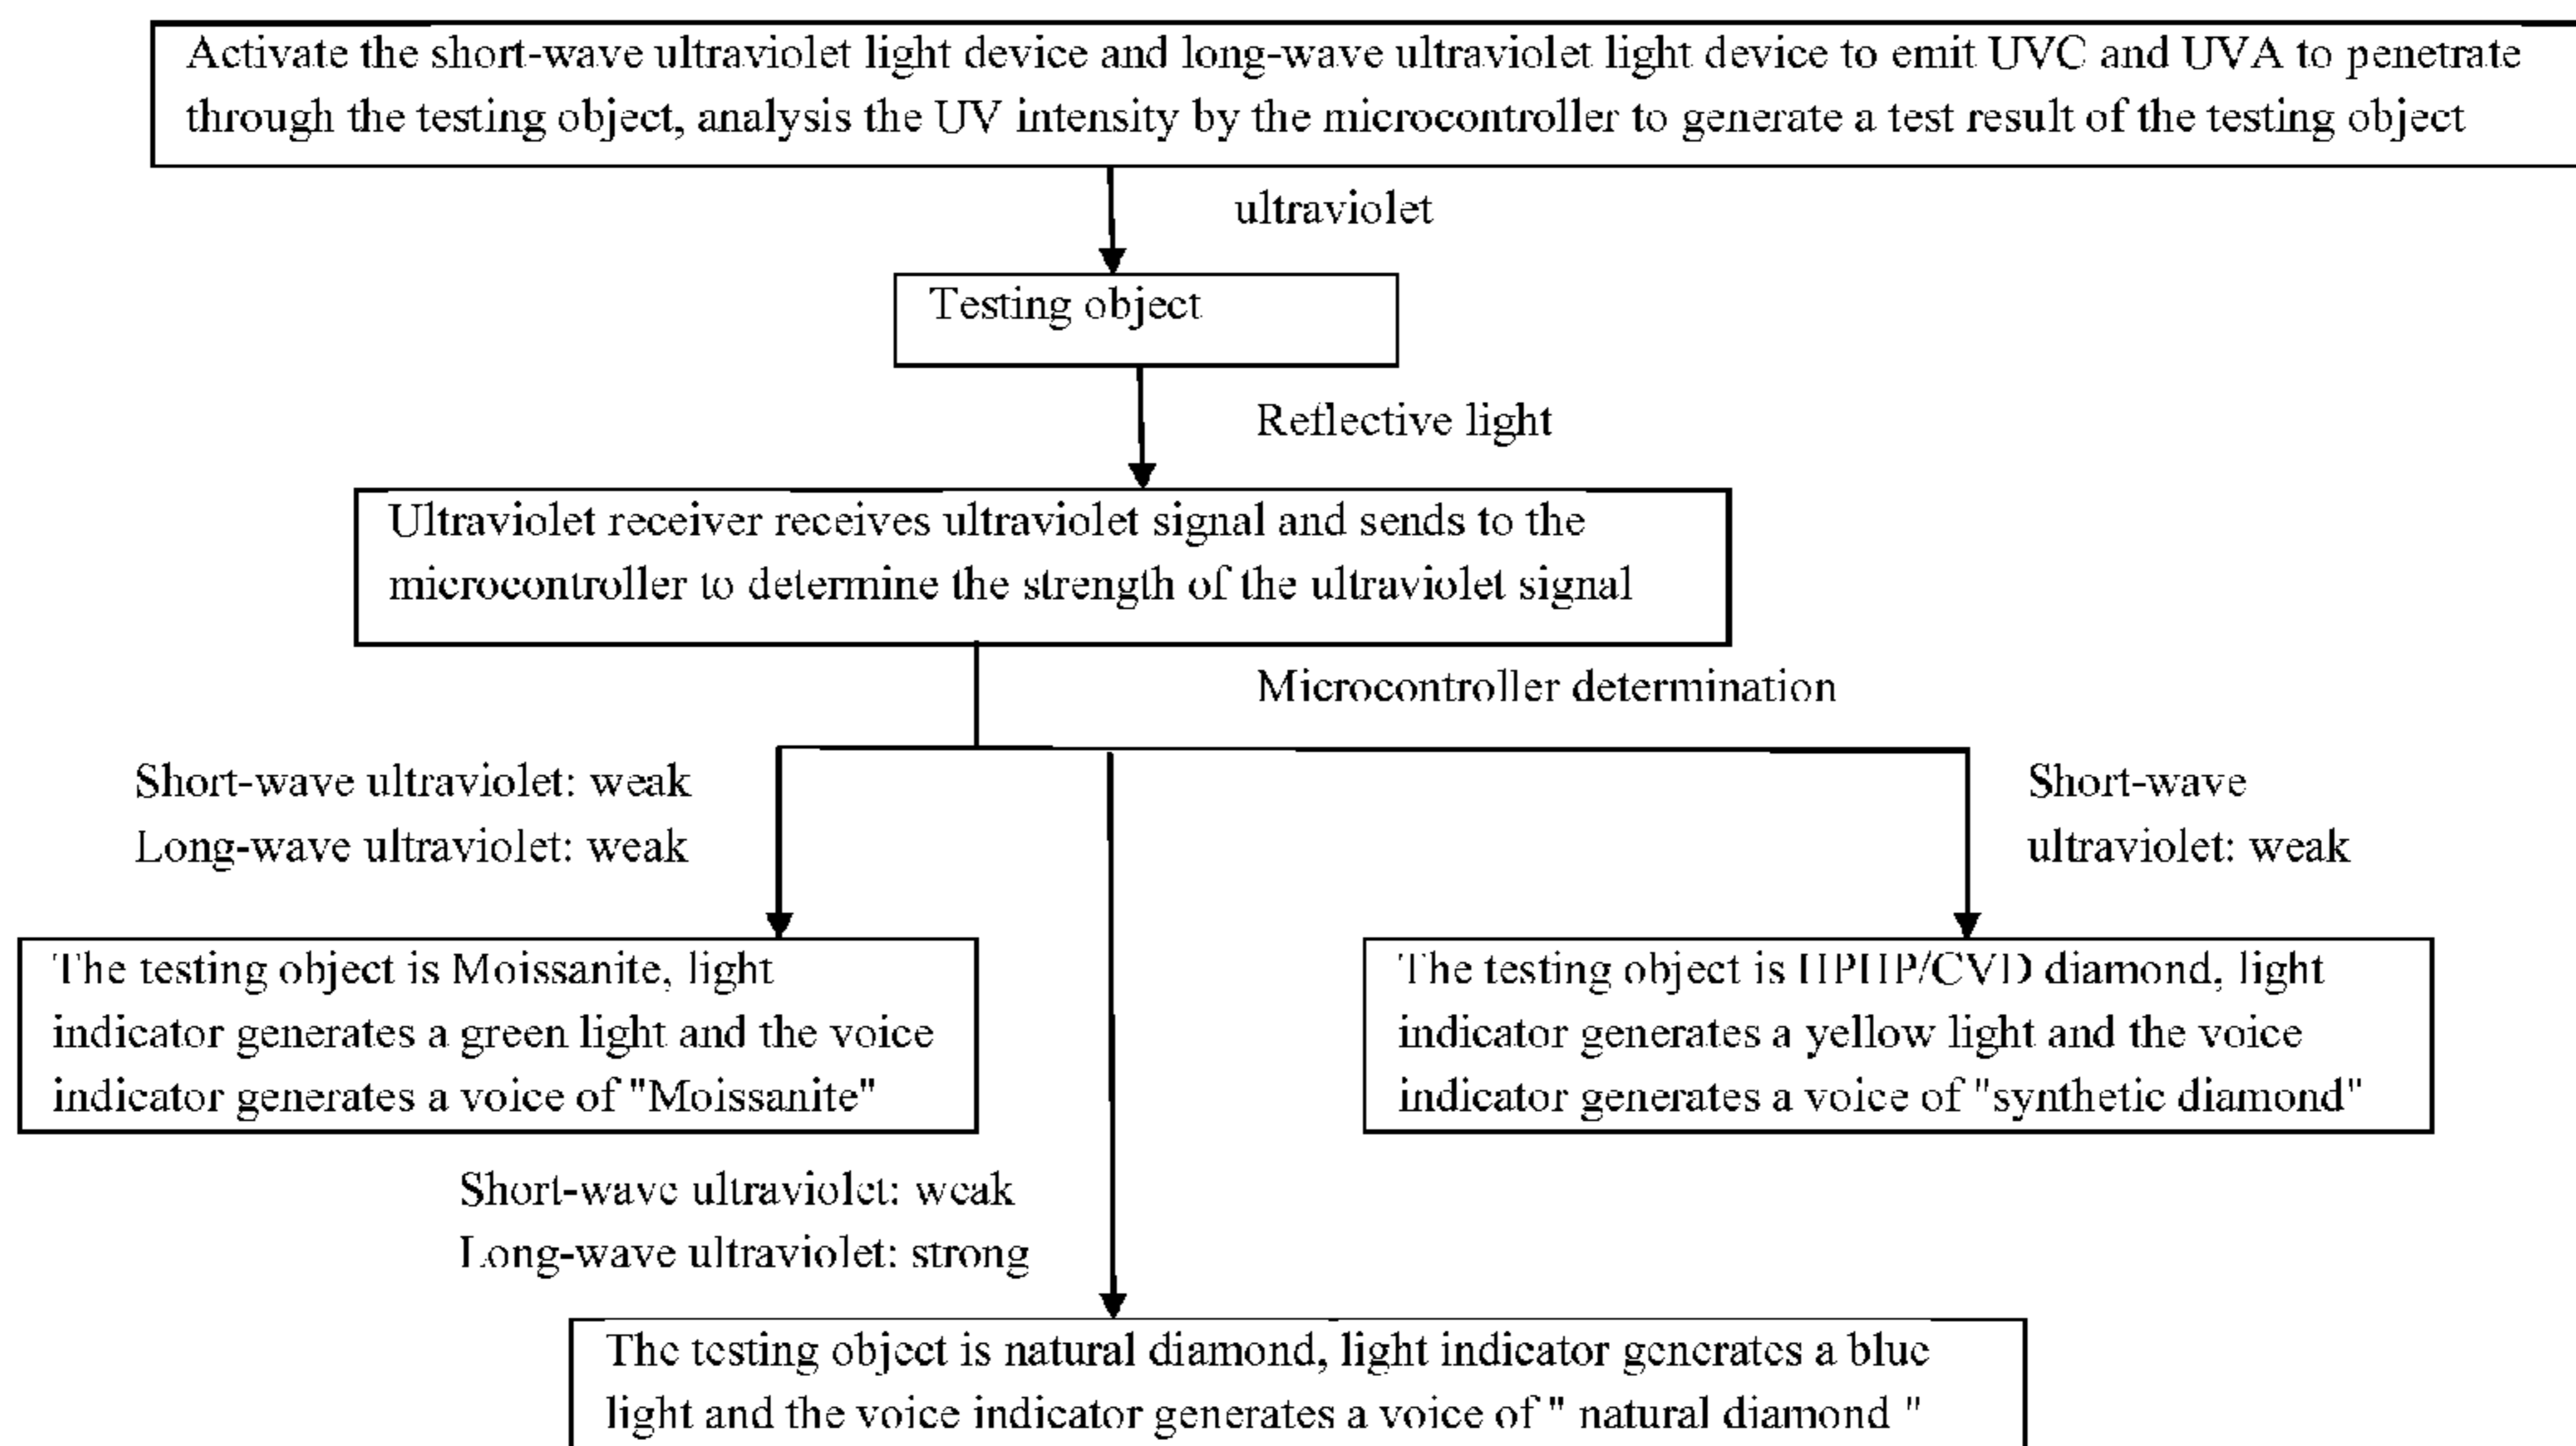 Activate the short-wave ultraviolet light device and long-wave ultraviolet light device to emit UVC and UVA to penetrate
through the testing object, analysis the UV intensity by the microcontroller to generate a test result of the testing object
ultraviolet
Testing object
Reflective light
Ultraviolet receiver receives ultraviolet signal and sends to the
microcontroller to determine the strength of the ultraviolet signal
Microcontroller determination
Short-wave ultraviolet: weak
Long-wave ultraviolet: weak
Short-wave
ultraviolet: weak
The testing object is Moissanite, light
indicator generates a green light and the voice
indicator generates a voice of "Moissanite"
The testing object is HPHP/CVD diamond, light
indicator generates a yellow light and the voice
indicator generates a voice of "synthetic diamond"
Short-wave ultraviolet: weak
Long-wave ultraviolet: strong
The testing object is natural diamond, light indicator generates a blue
light and the voice indicator generates a voice of " natural diamond "